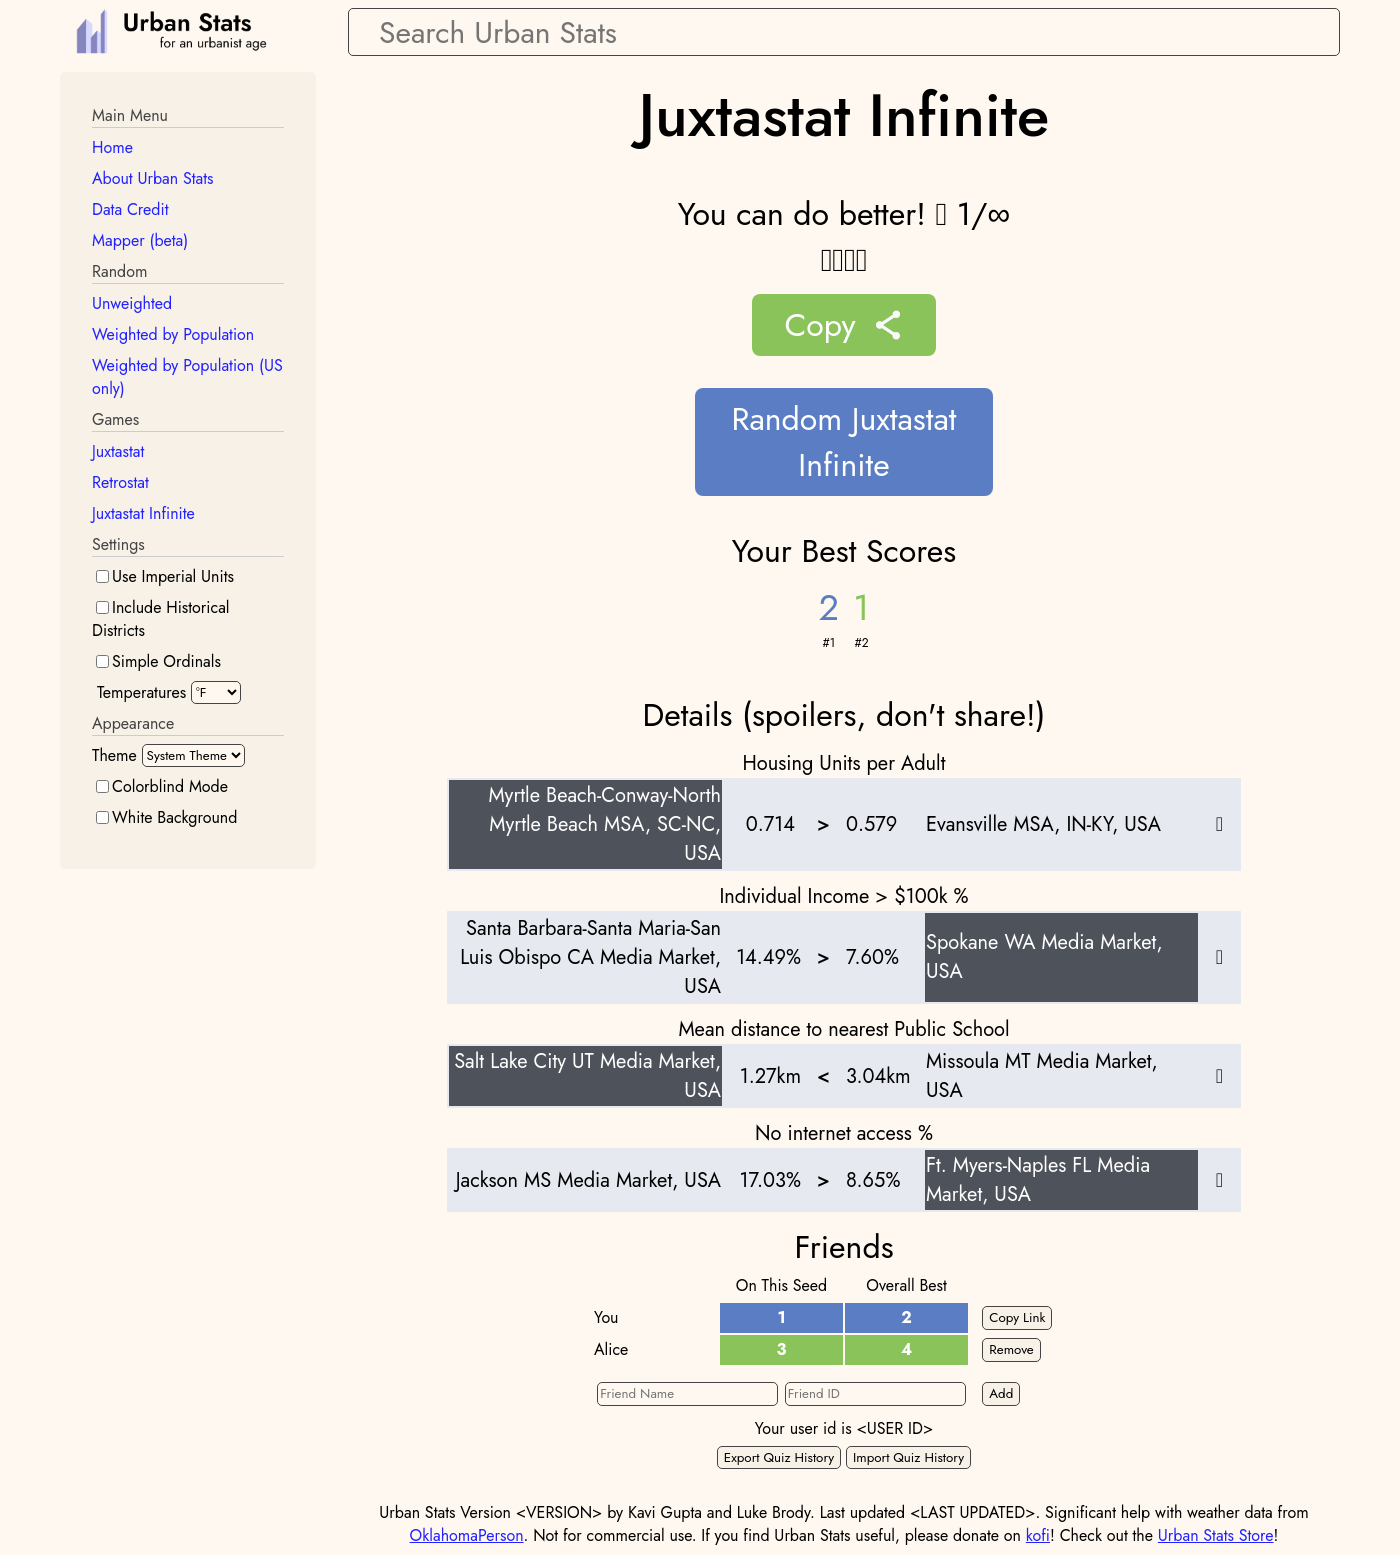 Urban Stats
for an urbanist age
Search Urban Stats
Main Menu
Home
About Urban Stats
Data Credit
Mapper (beta)
Random
Unweighted
Weighted by Population
Weighted by Population (US
only)
Games
Juxtastat
Retrostat
Juxtastat Infinite
Settings
Use Imperial Units
Include Historical
Districts
Simple Ordinals
Temperatures °F
Appearance
Theme System Theme
Colorblind Mode
White Background
Juxtastat Infinite
You can do better! 1/∞
Copy
Random Juxtastat
Infinite
Your Best Scores
2 1
#1 #2
Details (spoilers, don't share!)
Housing Units per Adult
Myrtle Beach-Conway-North
Myrtle Beach MSA, SC-NC,
USA
0.714 > 0.579
Evansville MSA, IN-KY, USA
Individual Income > $100k %
Santa Barbara-Santa Maria-San
Luis Obispo CA Media Market,
USA
14.49% > 7.60%
Spokane WA Media Market,
USA
Mean distance to nearest Public School
Salt Lake City UT Media Market,
USA
1.27km < 3.04km
Missoula MT Media Market,
USA
No internet access %
Jackson MS Media Market, USA
17.03% > 8.65%
Ft. Myers-Naples FL Media
Market, USA
Friends
On This Seed Overall Best
You 1 2 Copy Link
Alice 3 4 Remove
Friend Name Friend ID Add
Your user id is <USER ID>
Export Quiz History Import Quiz History
Urban Stats Version <VERSION> by Kavi Gupta and Luke Brody. Last updated <LAST UPDATED>. Significant help with weather data from
OklahomaPerson. Not for commercial use. If you find Urban Stats useful, please donate on kofi! Check out the Urban Stats Store!